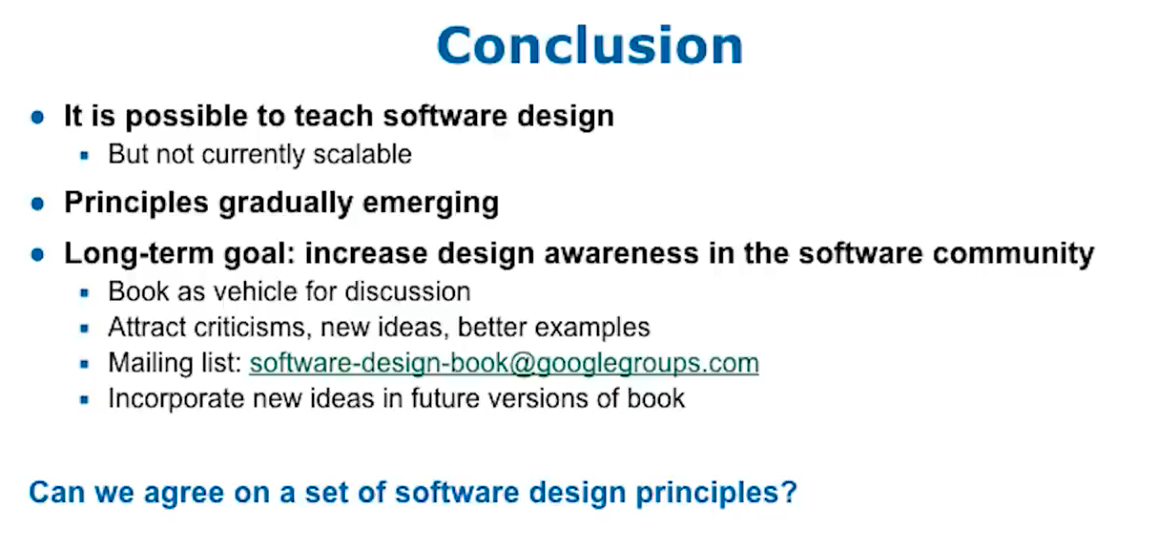 Conclusion
It is possible to teach software design
But not currently scalable
Principles gradually emerging
Long-term goal: increase design awareness in the software community
Book as vehicle for discussion
Attract criticisms, new ideas, better examples
Mailing list: software-design-book@googlegroups.com
Incorporate new ideas in future versions of book
Can we agree on a set of software design principles?